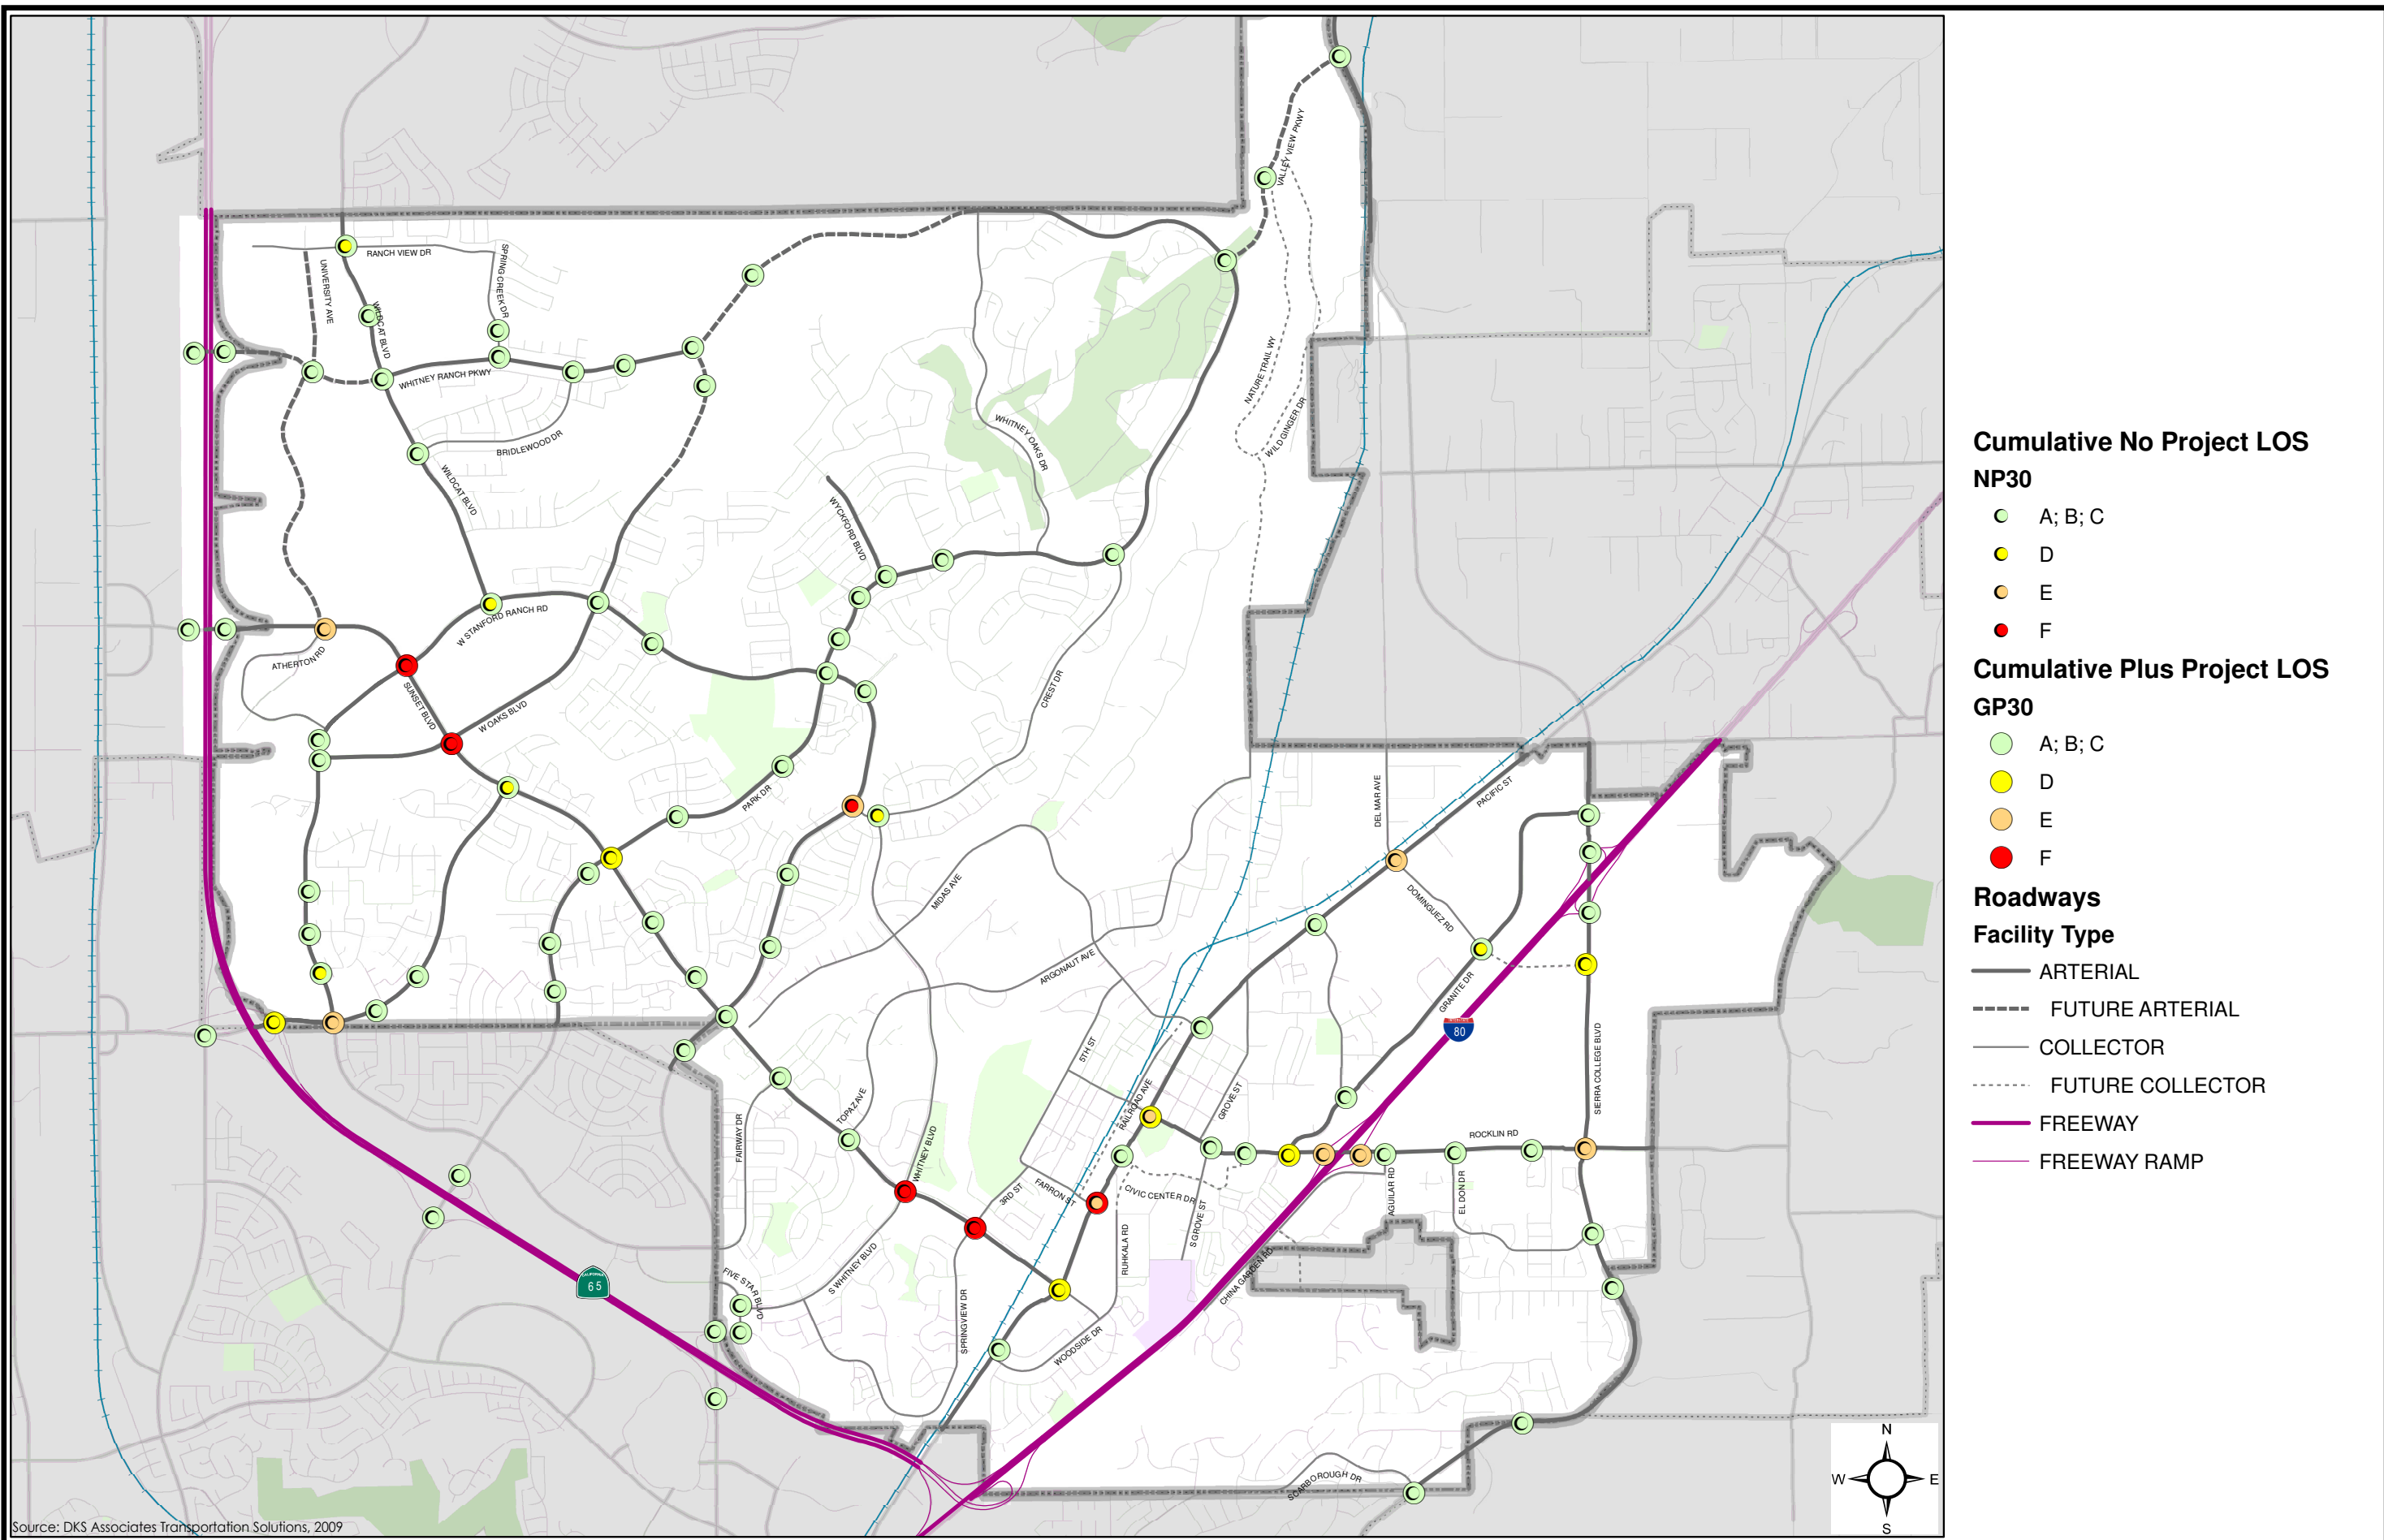 VALLEY VIEW PKWY
RANCH VIEW DR
SPRING CREEK DR
UNIVERSITY AVE
WILDCAT BLVD
WHITNEY RANCH PKWY
NATURE TRAIL WY
WHITNEY OAKS DR
WILD GINGER DR
BRIDLEWOOD DR
WILDCAT BLVD
WYCKFORD BLVD
W STANFORD RANCH RD
ATHERTON RD
SUNSET BLVD
W OAKS BLVD
CREST DR
PARK DR
DEL MAR AVE
PACIFIC ST
MIDAS AVE
DOMINGUEZ RD
ARGONAUT AVE
GRANITE DR
80
5TH ST
SIERRA COLLEGE BLVD
RAILROAD AVE
GROVE ST
TOPAZ AVE
FAIRWAY DR
WHITNEY BLVD
ROCKLIN RD
3RD ST
FARRON ST
CIVIC CENTER DR
AGUILAR RD
EL DON DR
S GROVE ST
RUHKALA RD
S WHITNEY BLVD
FIVE STAR BLVD
CHINA GARDEN RD
CALIFORNIA
65
SPRINGVIEW DR
WOODSIDE DR
SCARBOROUGH DR
N
W
E
S
Source: DKS Associates Transportation Solutions, 2009
Cumulative No Project LOS
NP30
A; B; C
D
E
F
Cumulative Plus Project LOS
GP30
A; B; C
D
E
F
Roadways
Facility Type
ARTERIAL
FUTURE ARTERIAL
COLLECTOR
FUTURE COLLECTOR
FREEWAY
FREEWAY RAMP